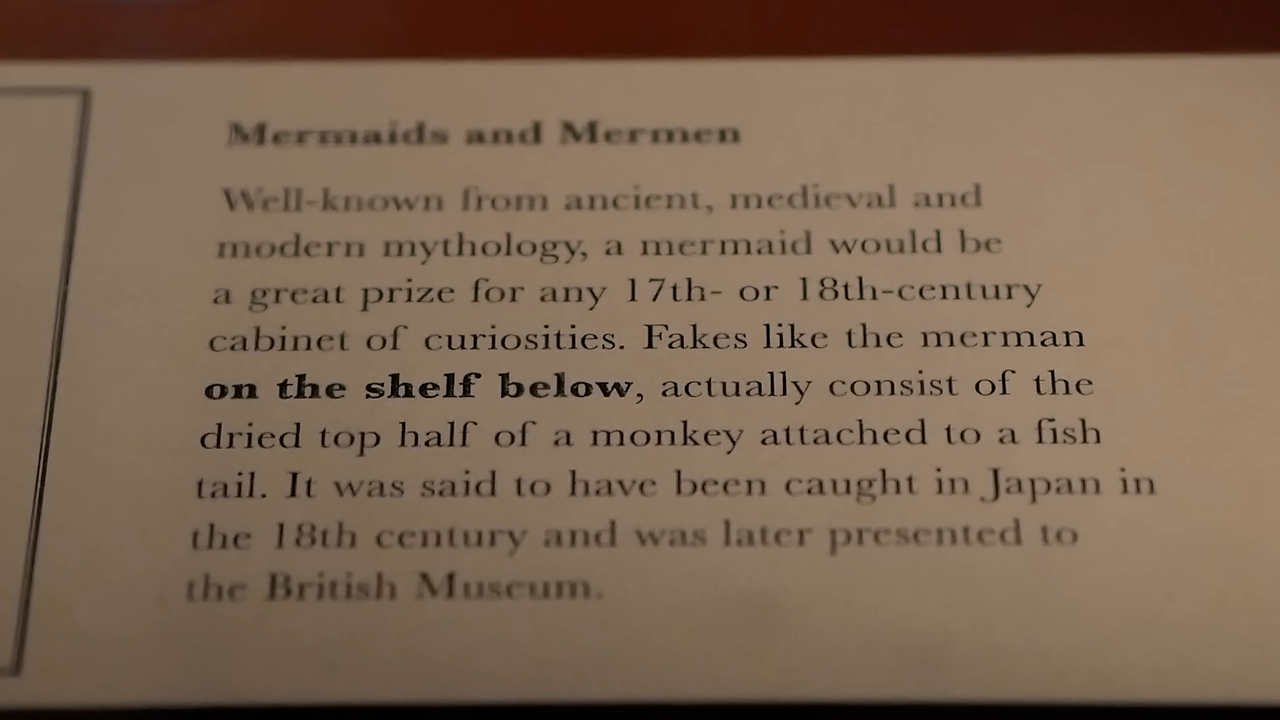 Mermaids and Mermen
Well-known from ancient, medieval and
modern mythology, a mermaid would be
a great prize for any 17th- or 18th-century
cabinet of curiosities. Fakes like the merman
on the shelf below, actually consist of the
dried top half of a monkey attached to a fish
tail. It was said to have been caught in Japan in
the 18th century and was later presented to
the British Museum.